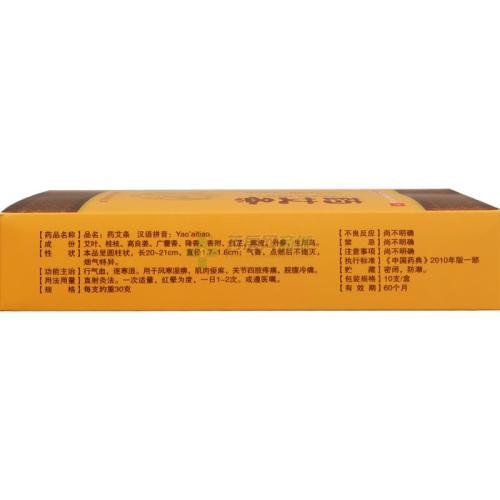 【药品名称】品名：药艾条 汉语拼音：Yao'aitiao
【成 份】艾叶、桂枝、高良姜、广藿香、降香、香附、白芷、陈皮、丹参、生川乌。
【性 状】本品呈圆柱状，长20~21cm，直径1.7~1.8cm；气香，点燃后不熄灭，
烟气特异。
【功能主治】行气血，逐寒湿。用于风寒湿痹，肌肉痠麻，关节四肢疼痛，脘腹冷痛。
【用法用量】直射灸法。一次适量，红晕为度，一日1~2次。或遵医嘱。
【规 格】每支约重30克
【不良反应】尚不明确
【禁 忌】尚不明确
【注意事项】尚不明确
【执行标准】《中国药典》2010年版一部
【贮 藏】密闭，防潮。
【包装规格】10支/盒
【有 效 期】60个月